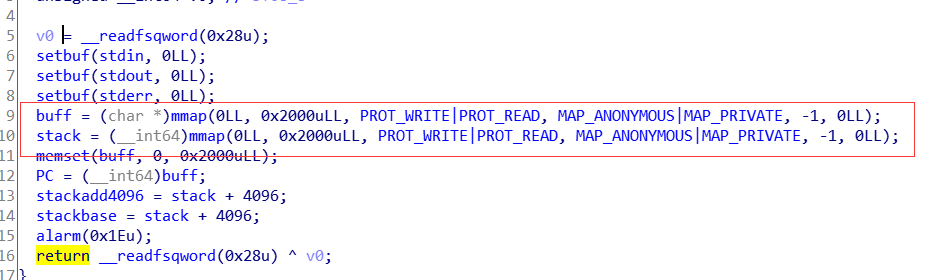 4
5 v0 = __readfsqword(0x28u);
6 setbuf(stdin, 0LL);
7 setbuf(stdout, 0LL);
8 setbuf(stderr, 0LL);
9 buff = (char *)mmap(0LL, 0x2000uLL, PROT_WRITE|PROT_READ, MAP_ANONYMOUS|MAP_PRIVATE, -1, 0LL);
10 stack = (__int64)mmap(0LL, 0x2000uLL, PROT_WRITE|PROT_READ, MAP_ANONYMOUS|MAP_PRIVATE, -1, 0LL);
11 memset(buff, 0, 0x2000uLL);
12 PC = (__int64)buff;
13 stackadd4096 = stack + 4096;
14 stackbase = stack + 4096;
15 alarm(0x1Eu);
16 return __readfsqword(0x28u) ^ v0;
17 }